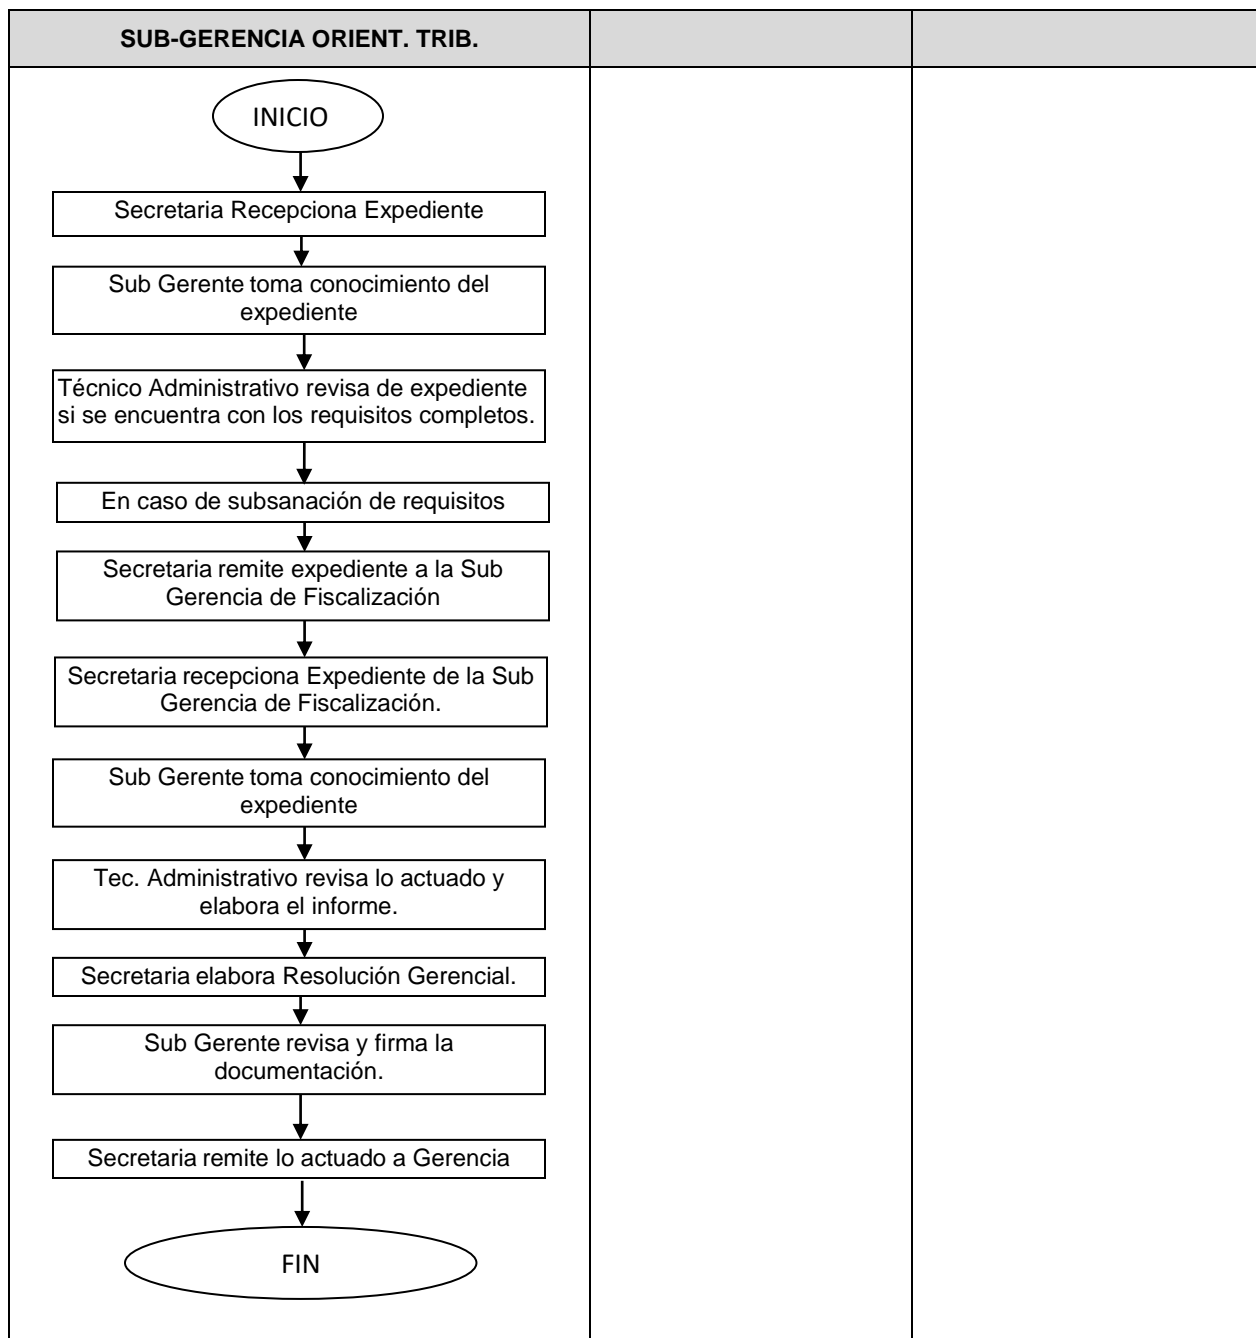 SUB-GERENCIA ORIENT. TRIB.
INICIO
Secretaria Recepciona Expediente
Sub Gerente toma conocimiento del
expediente
Técnico Administrativo revisa de expediente
si se encuentra con los requisitos completos.
En caso de subsanación de requisitos
Secretaria remite expediente a la Sub
Gerencia de Fiscalización
Secretaria recepciona Expediente de la Sub
Gerencia de Fiscalización.
Sub Gerente toma conocimiento del
expediente
Tec. Administrativo revisa lo actuado y
elabora el informe.
Secretaria elabora Resolución Gerencial.
Sub Gerente revisa y firma la
documentación.
Secretaria remite lo actuado a Gerencia
FIN